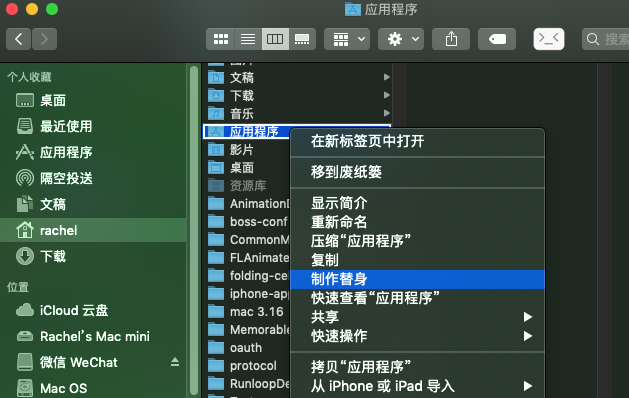 应用程序
搜索
个人收藏
桌面
最近使用
应用程序
隔空投送
文稿
rachel
下载
位置
iCloud 云盘
Rachel's Mac mini
微信 WeChat
Mac OS
文稿
下载
音乐
应用程序
影片
桌面
资源库
AnimationD
boss-conf
CommonM
FLAnimate
folding-ce
iphone-app
mac 3.16
Memorable
oauth
protocol
RunloopDe
在新标签页中打开
移到废纸篓
显示简介
重新命名
压缩“应用程序”
复制
制作替身
快速查看“应用程序”
共享
快速操作
拷贝“应用程序”
从 iPhone 或 iPad 导入